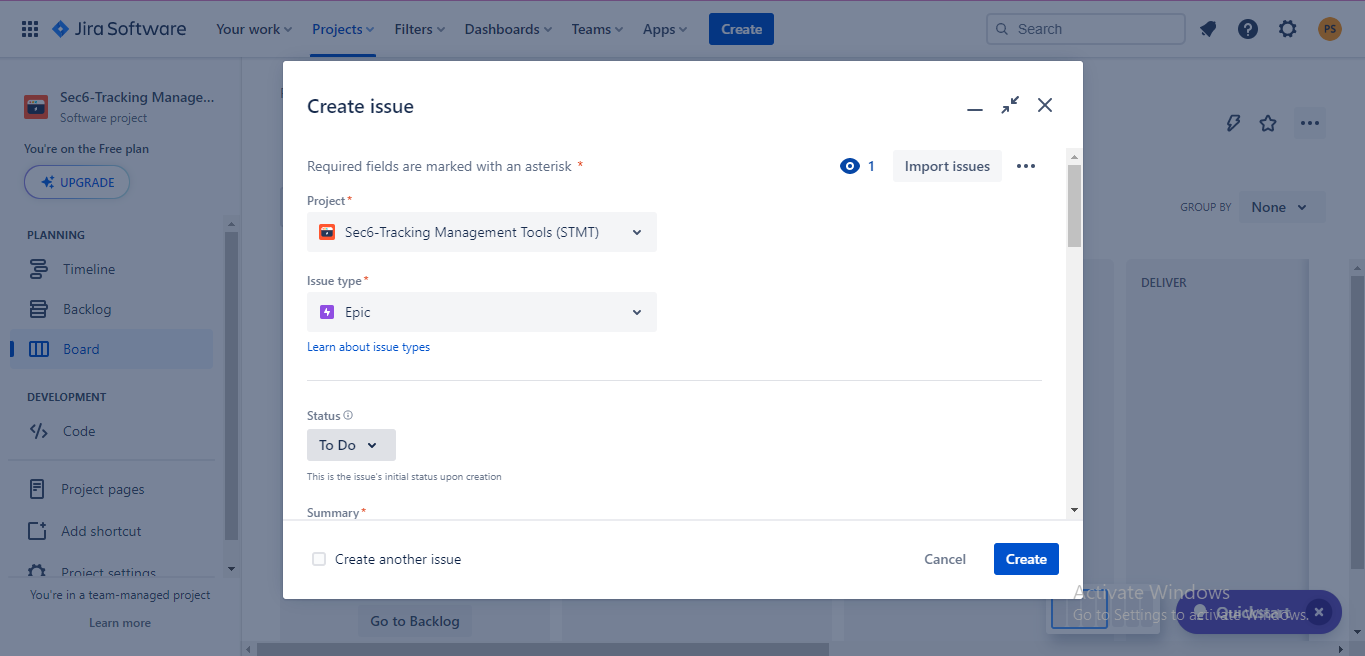 Jira Software Your work Projects Filters Dashboards Teams Apps Create Search PS
Sec6-Tracking Manage...
Software project
You're on the Free plan
UPGRADE
PLANNING
Timeline
Backlog
Board
DEVELOPMENT
Code
Project pages
Add shortcut
Project settings
You're in a team-managed project
Learn more
Create issue
Required fields are marked with an asterisk * 1 Import issues
Project*
Sec6-Tracking Management Tools (STMT)
Issue type*
Epic
Learn about issue types
Status
To Do
This is the issue's initial status upon creation
Summary*
Create another issue Cancel Create
GROUP BY None
DELIVER
Go to Backlog
Activate Windows
Go to Settings to activate Windows.
Quickstart